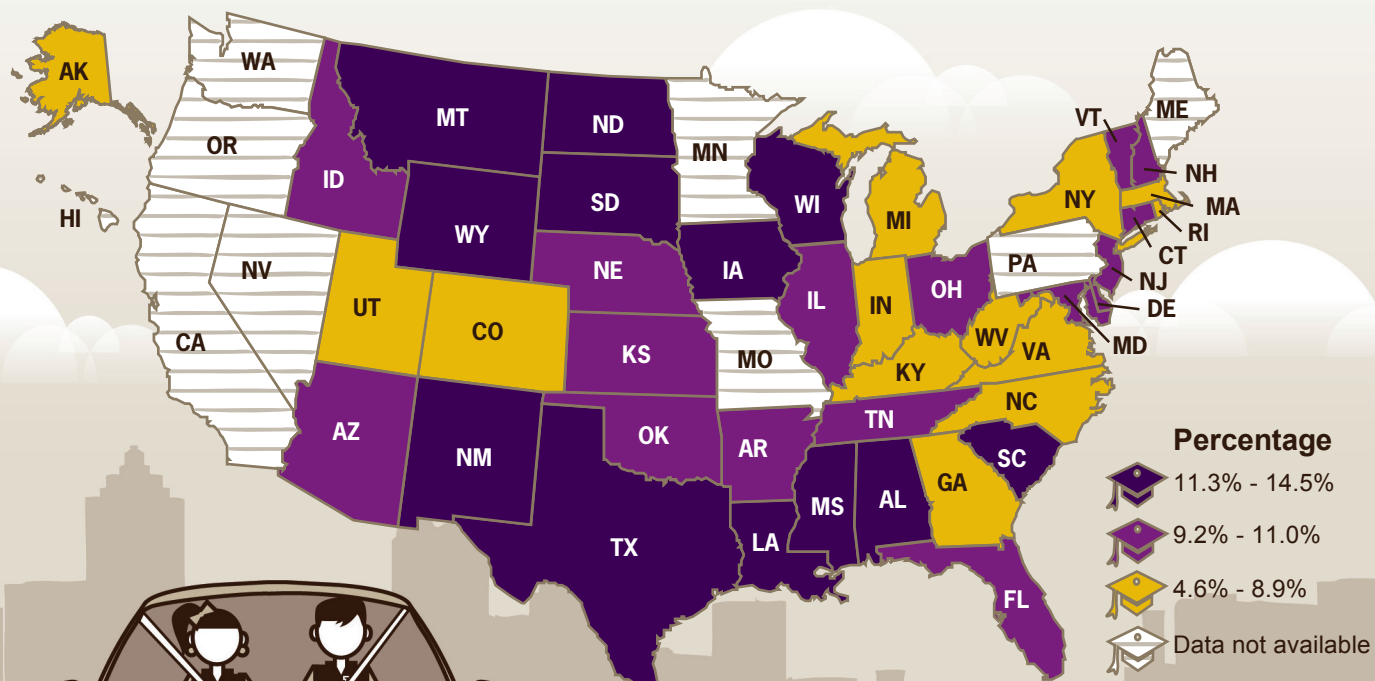 AK
WA
MT
ND
MN
VT
ME
OR
ID
SD
WI
NH
NY
MA
HI
WY
MI
RI
CT
NV
NE
IA
PA
NJ
UT
CO
IL
IN
OH
DE
CA
KS
MO
WV
VA
MD
KY
NC
AZ
NM
OK
AR
TN
SC
GA
MS
AL
TX
LA
FL
Percentage
11.3% - 14.5%
9.2% - 11.0%
4.6% - 8.9%
Data not available